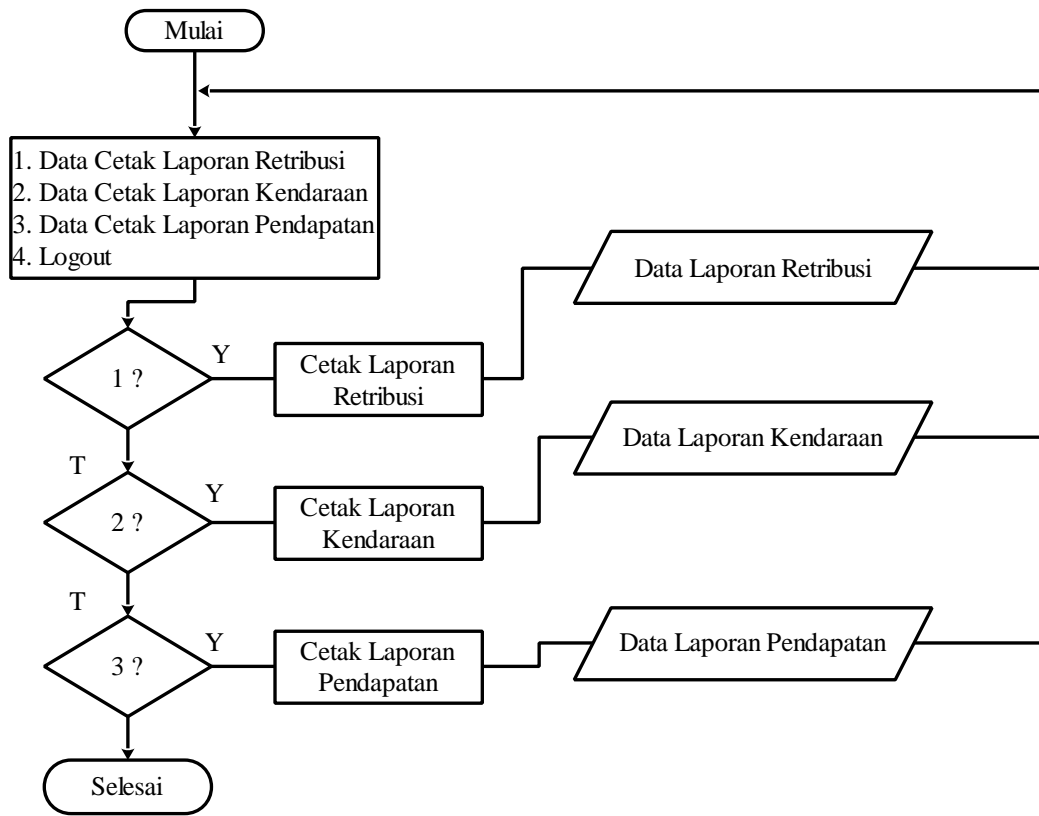 Mulai
1. Data Cetak Laporan Retribusi
2. Data Cetak Laporan Kendaraan
3. Data Cetak Laporan Pendapatan
4. Logout
Data Laporan Retribusi
1 ?
Y
Cetak Laporan
Retribusi
T
Data Laporan Kendaraan
2 ?
Y
Cetak Laporan
Kendaraan
T
Data Laporan Pendapatan
3 ?
Y
Cetak Laporan
Pendapatan
Selesai